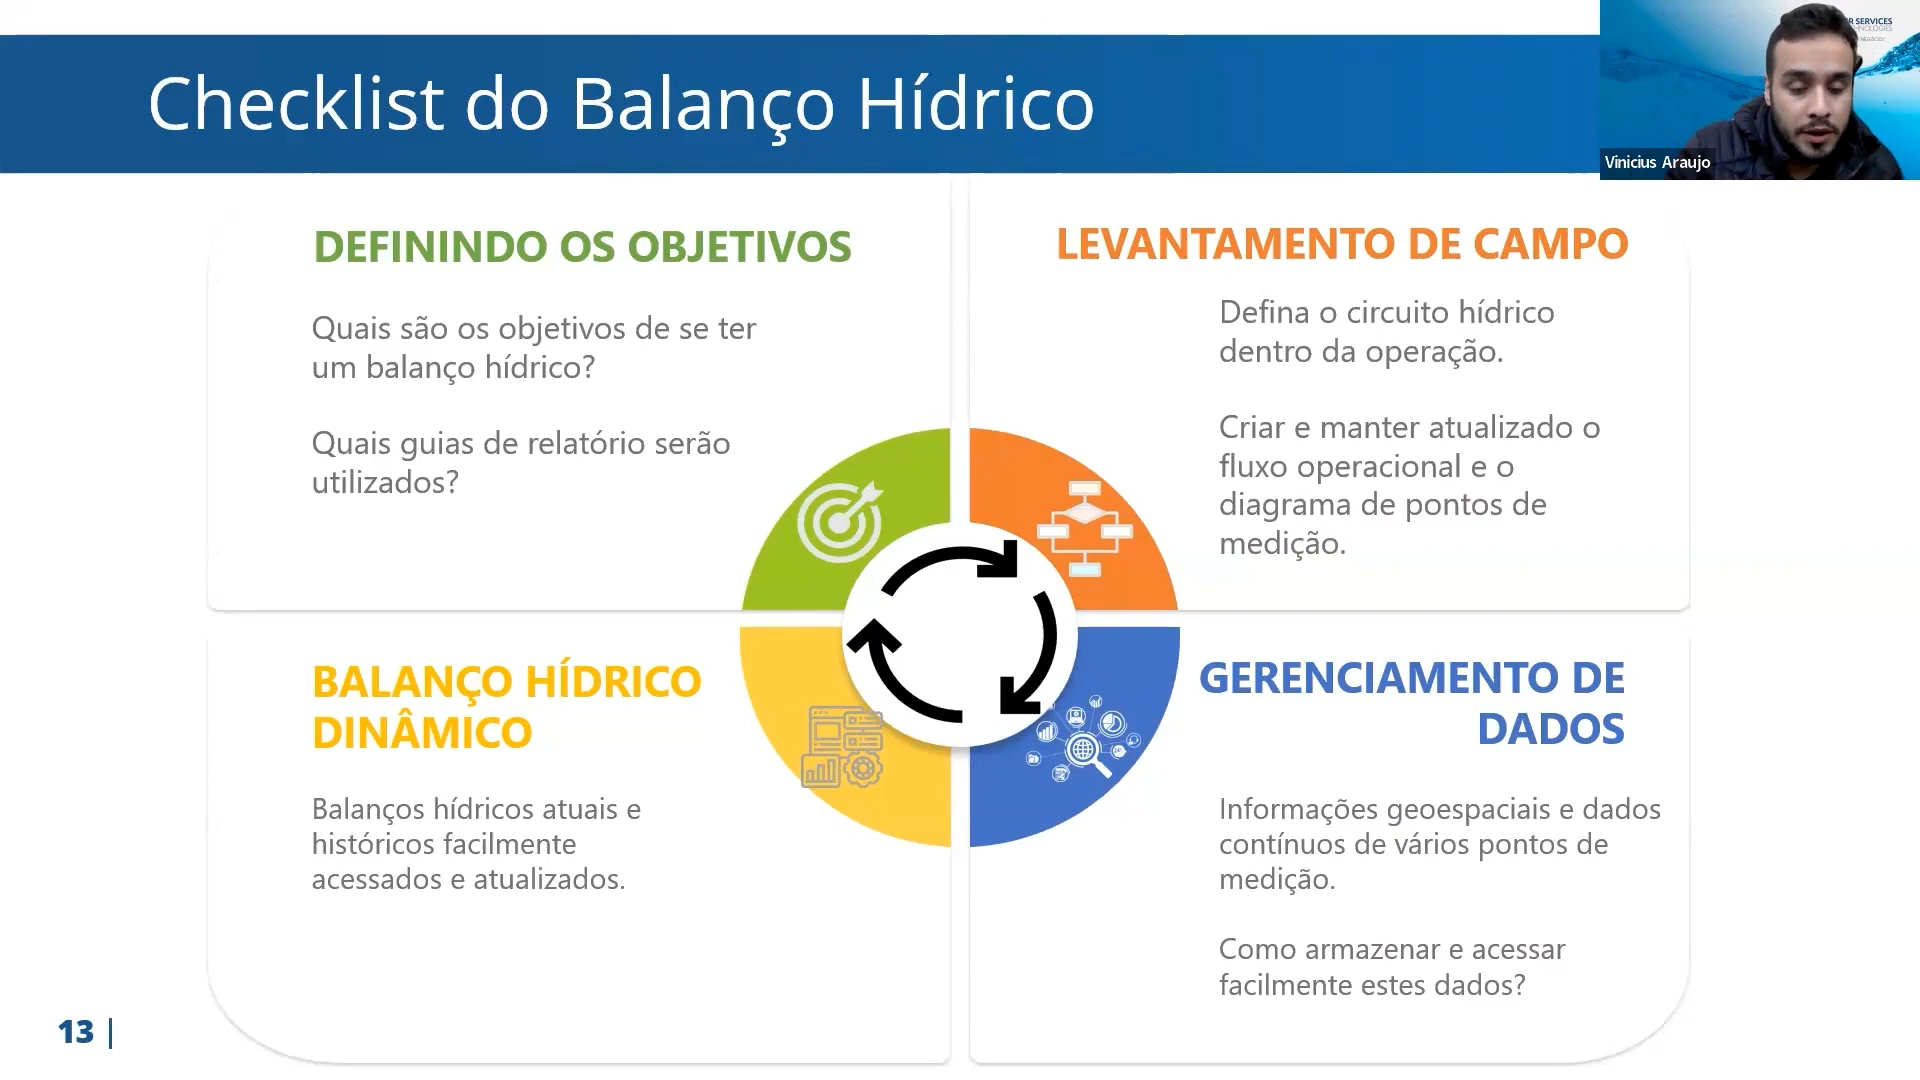 Checklist do Balanço Hídrico
R SERVICES
Vinicius Araujo
DEFININDO OS OBJETIVOS
Quais são os objetivos de se ter
um balanço hídrico?
Quais guias de relatório serão
utilizados?
LEVANTAMENTO DE CAMPO
Defina o circuito hídrico
dentro da operação.
Criar e manter atualizado o
fluxo operacional e o
diagrama de pontos de
medição.
BALANÇO HÍDRICO
DINÂMICO
Balanços hídricos atuais e
históricos facilmente
acessados e atualizados.
GERENCIAMENTO DE
DADOS
Informações geoespaciais e dados
contínuos de vários pontos de
medição.
Como armazenar e acessar
facilmente estes dados?
13 |